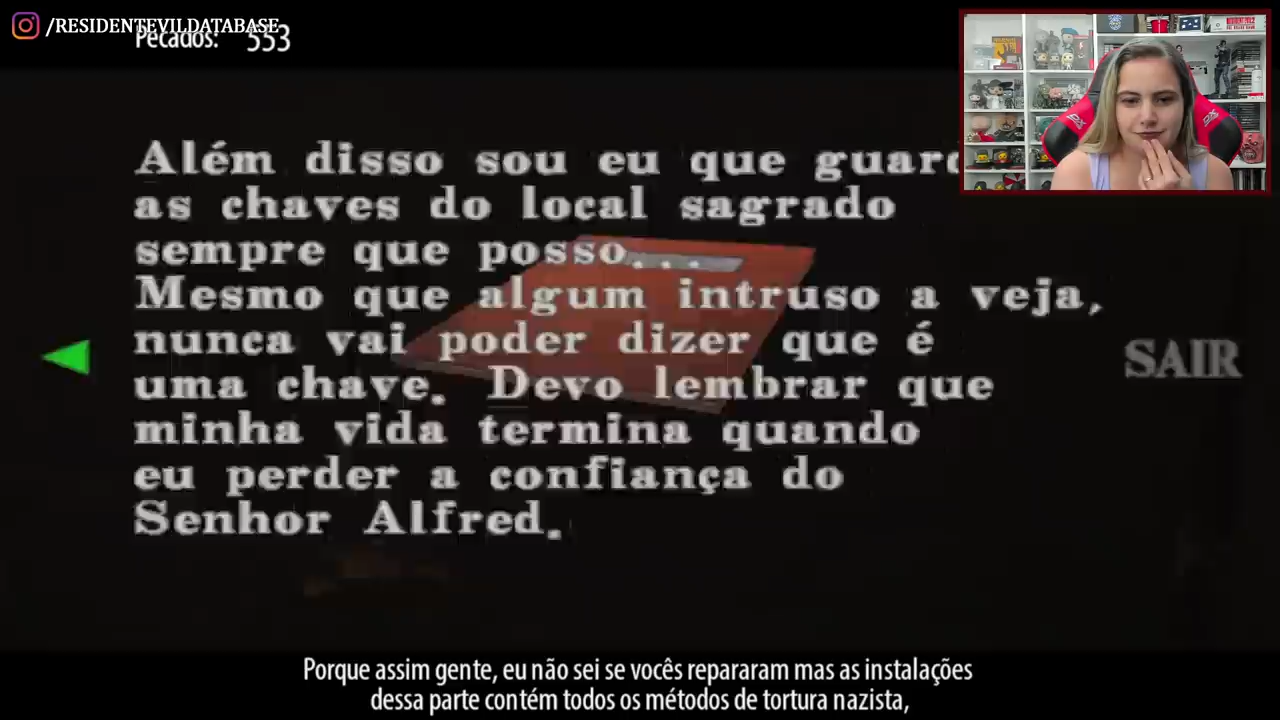 /RESIDENTEVILDATABASE
Pecados: 553
Além disso sou eu que
as chaves do local sagrado
sempre que posso...
Mesmo que algum intruso a veja,
nunca vai poder dizer que é
uma chave. Devo lembrar que
minha vida termina quando
eu perder a confiança do
Senhor Alfred.
SAIR
Porque assim gente, eu não sei se vocês repararam mas as instalações
dessa parte contém todos os métodos de tortura nazista,